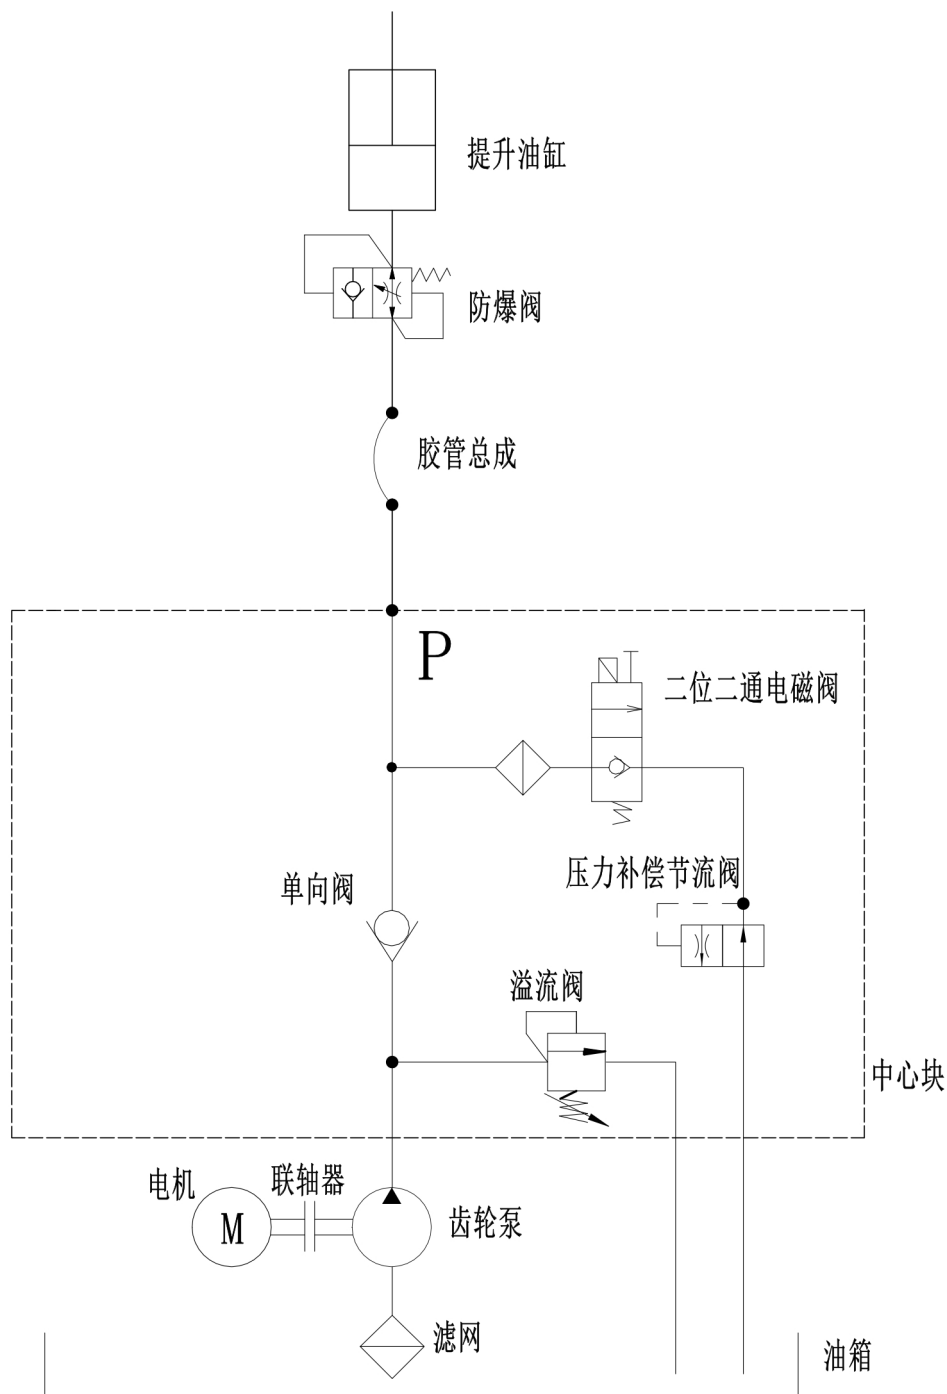 提升油缸
防爆阀
胶管总成
P
二位二通电磁阀
压力补偿节流阀
单向阀
溢流阀
中心块
电机
联轴器
M
齿轮泵
滤网
油箱